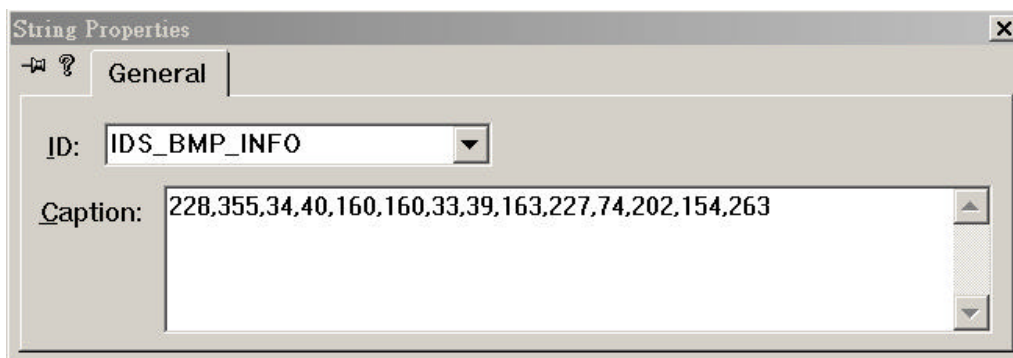 String Properties
General
ID: IDS_BMP_INFO
Caption: 228,355,34,40,160,160,33,39,163,227,74,202,154,263